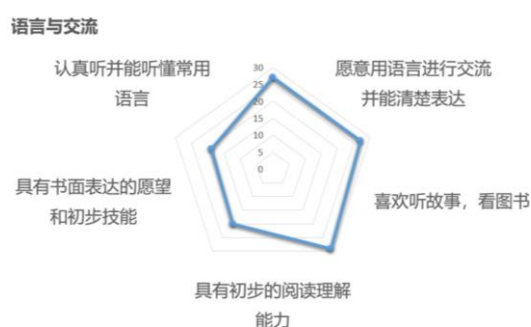 语言与交流
认真听并能听懂常用
语言
愿意用语言进行交流
并能清楚表达
30
25
20
15
10
5
0
具有书面表达的愿望
和初步技能
喜欢听故事，看图书
具有初步的阅读理解
能力